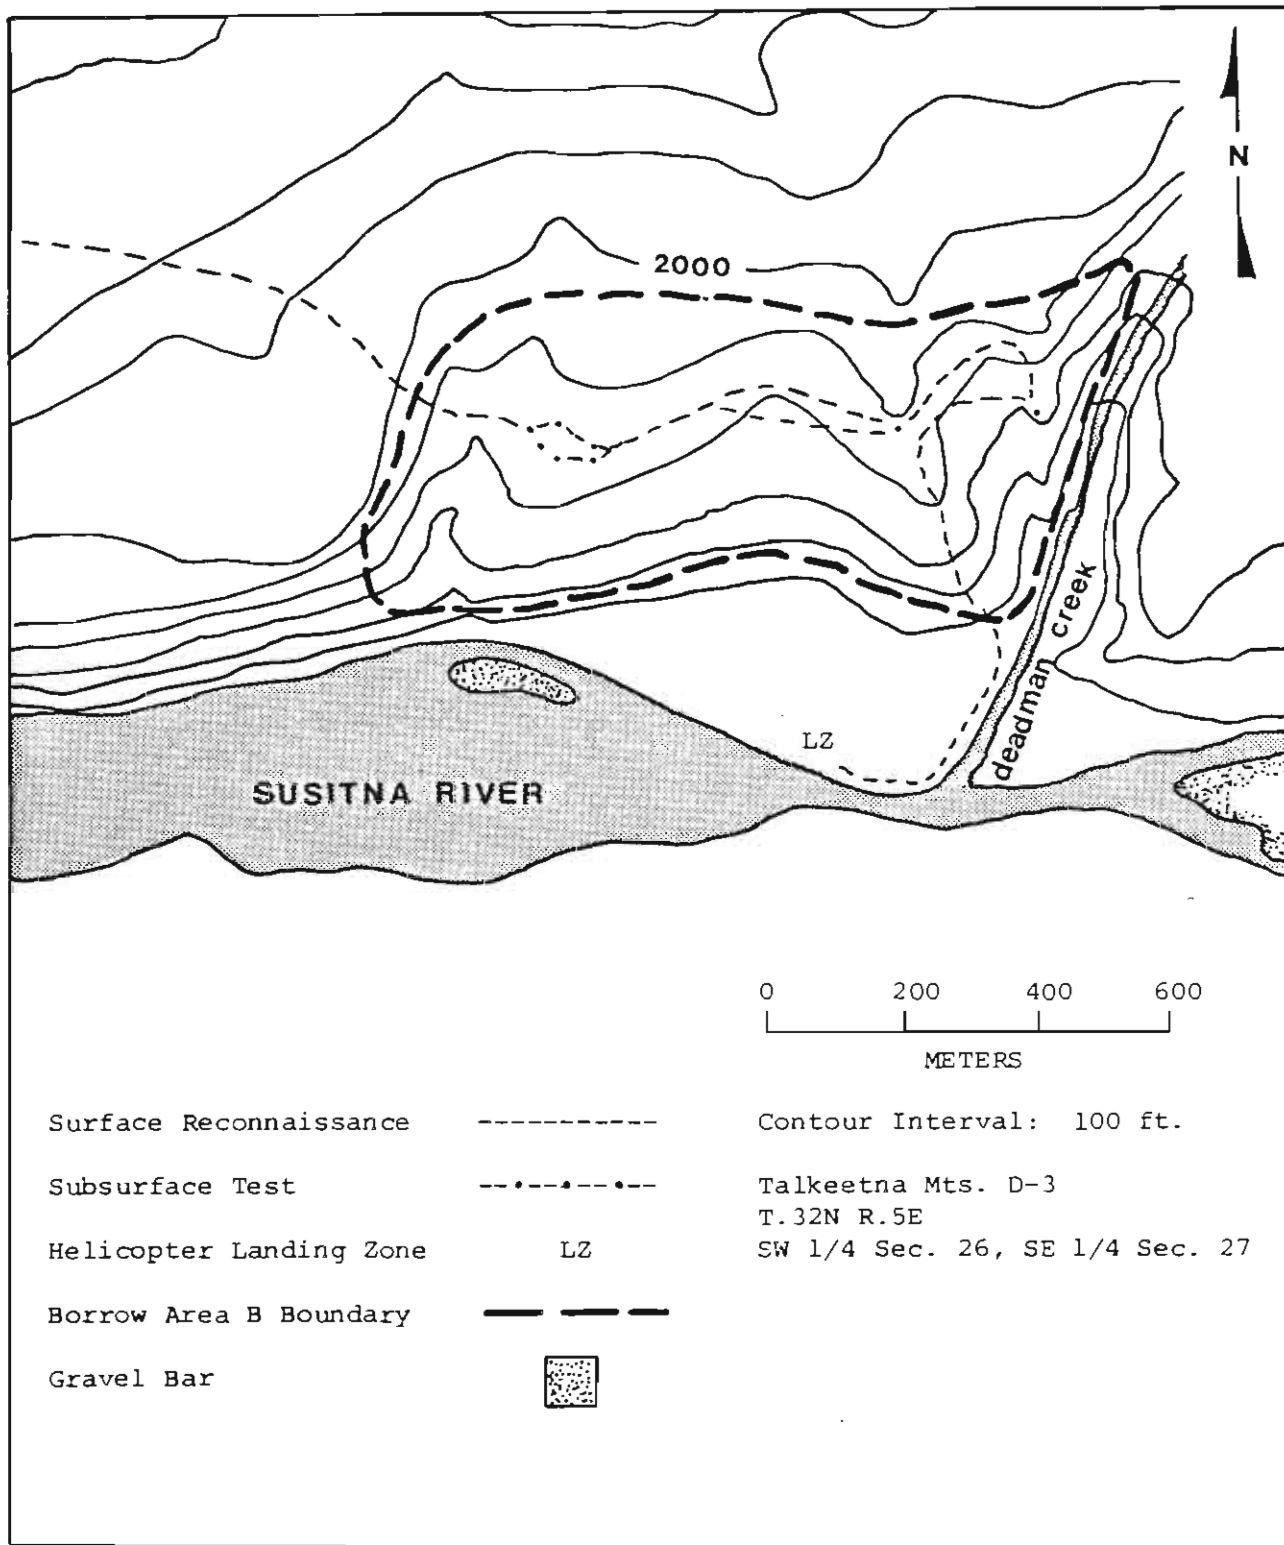 N
2000
deadman creek
LZ
SUSITNA RIVER
0 200 400 600
METERS
Surface Reconnaissance
Contour Interval: 100 ft.
Subsurface Test
Talkeetna Mts. D-3
T.32N R.5E
Helicopter Landing Zone LZ
SW 1/4 Sec. 26, SE 1/4 Sec. 27
Borrow Area B Boundary
Gravel Bar